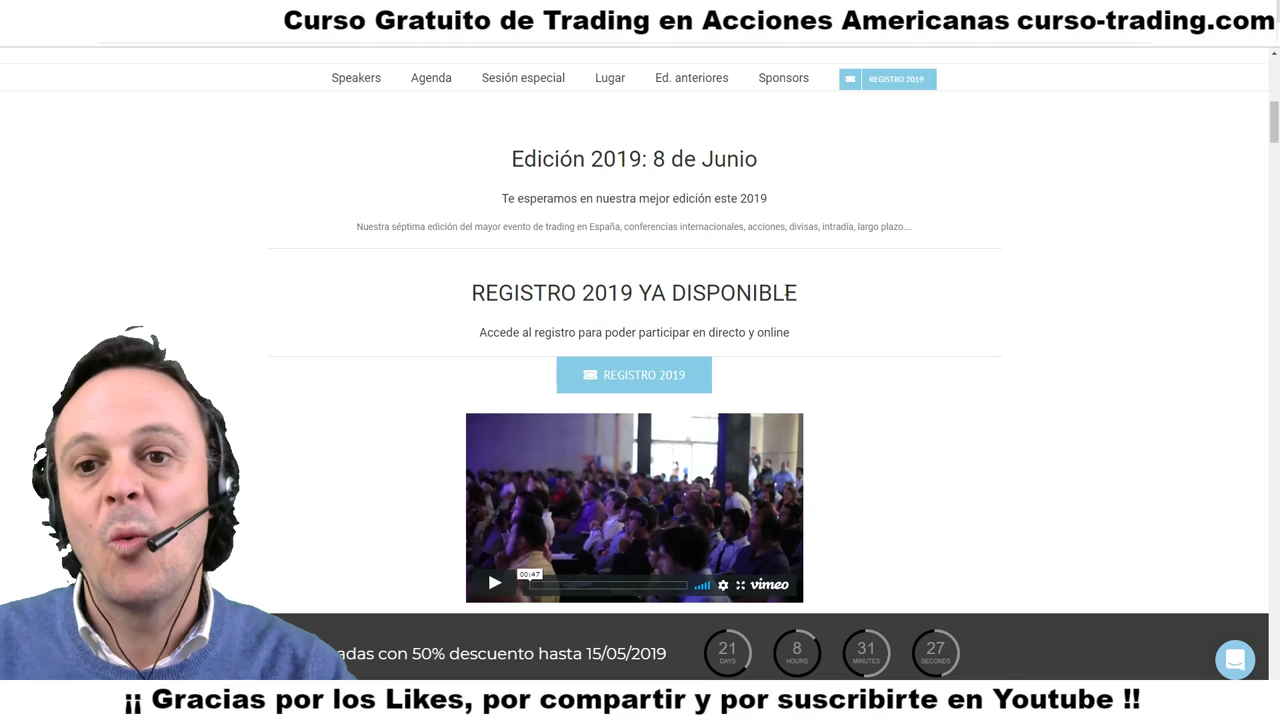 Curso Gratuito de Trading en Acciones Americanas curso-trading.com
Speakers Agenda Sesión especial Lugar Ed. anteriores Sponsors REGISTRO 2019
Edición 2019: 8 de Junio
Te esperamos en nuestra mejor edición este 2019
Nuestra séptima edición del mayor evento de trading en España, conferencias internacionales, acciones, divisas, intradía, largo plazo....
REGISTRO 2019 YA DISPONIBLE
Accede al registro para poder participar en directo y online
REGISTRO 2019
00:47
vimeo
adas con 50% descuento hasta 15/05/2019
21 8 31 27
DAYS HOURS MINUTES SECONDS
¡¡ Gracias por los Likes, por compartir y por suscribirte en Youtube !!